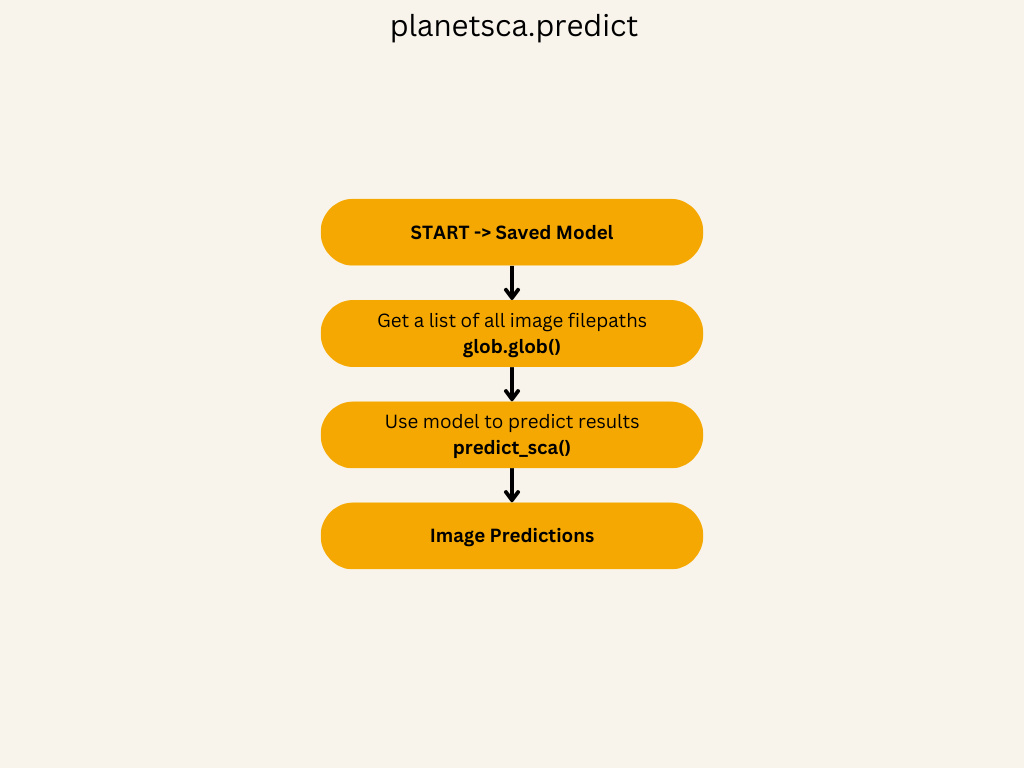 planetsca.predict
START -> Saved Model
Get a list of all image filepaths
glob.glob()
Use model to predict results
predict_sca()
Image Predictions